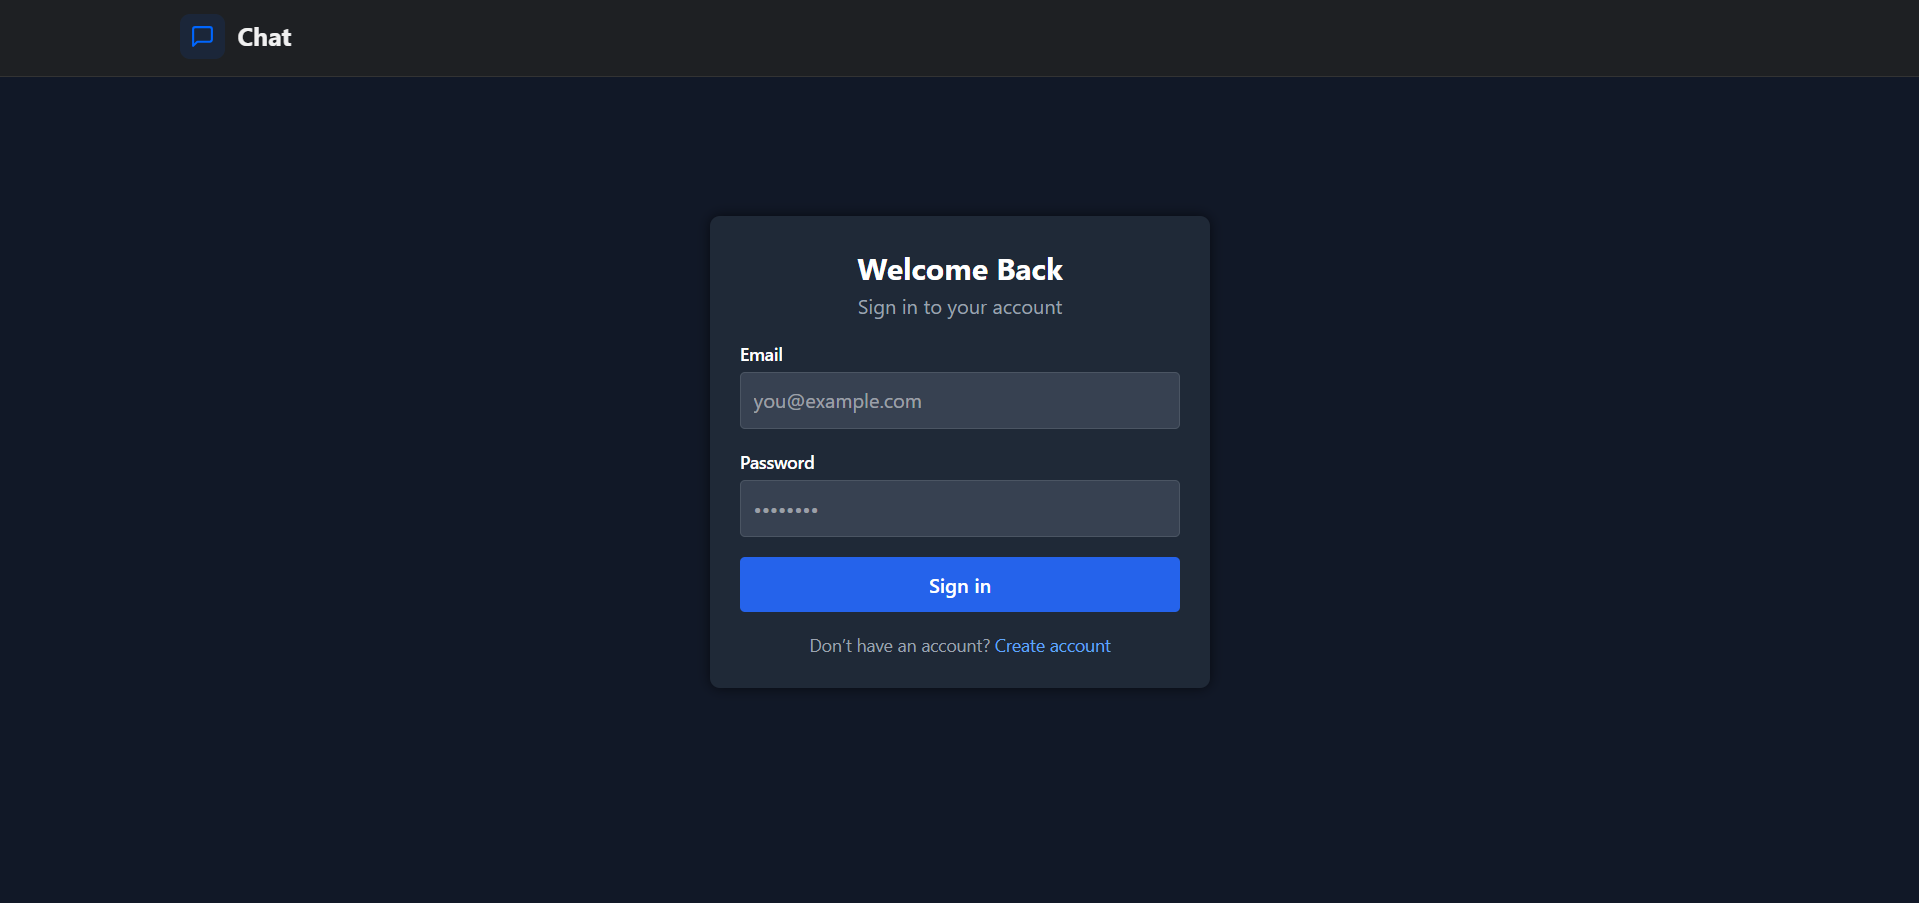 Chat
Welcome Back
Sign in to your account
Email
you@example.com
Password
••••••••
Sign in
Don’t have an account? Create account